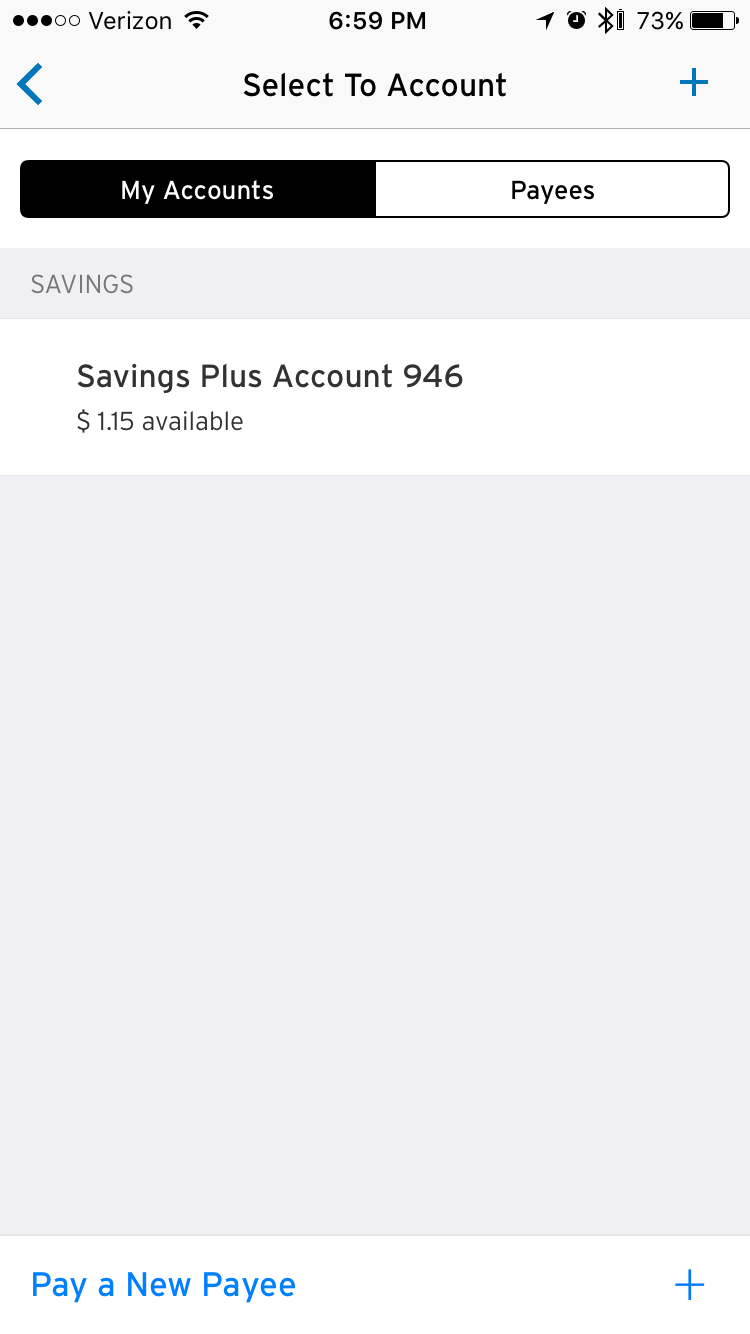 Verizon 6:59 PM 73%
Select To Account +
My Accounts Payees
SAVINGS
Savings Plus Account 946
$ 1.15 available
Pay a New Payee +